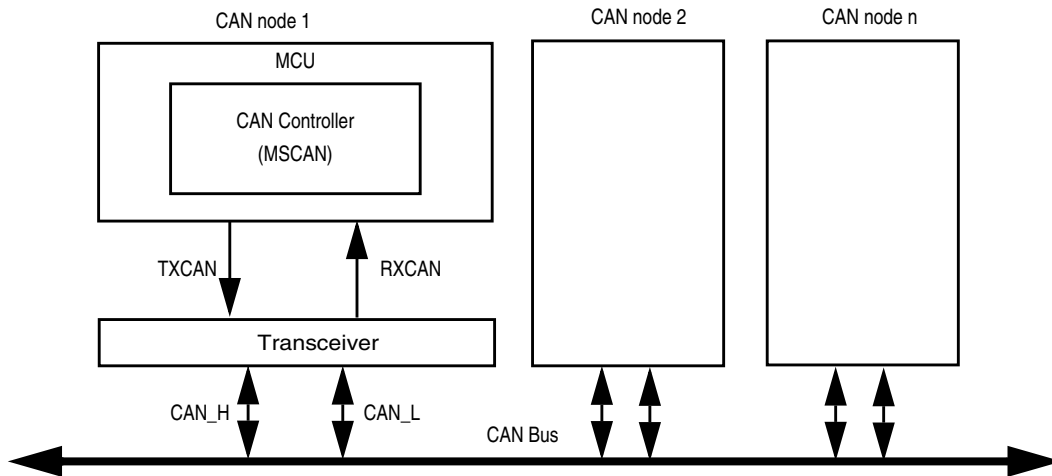 CAN node 1
CAN node 2
CAN node n
MCU
CAN Controller
(MSCAN)
TXCAN
RXCAN
Transceiver
CAN_H
CAN_L
CAN Bus